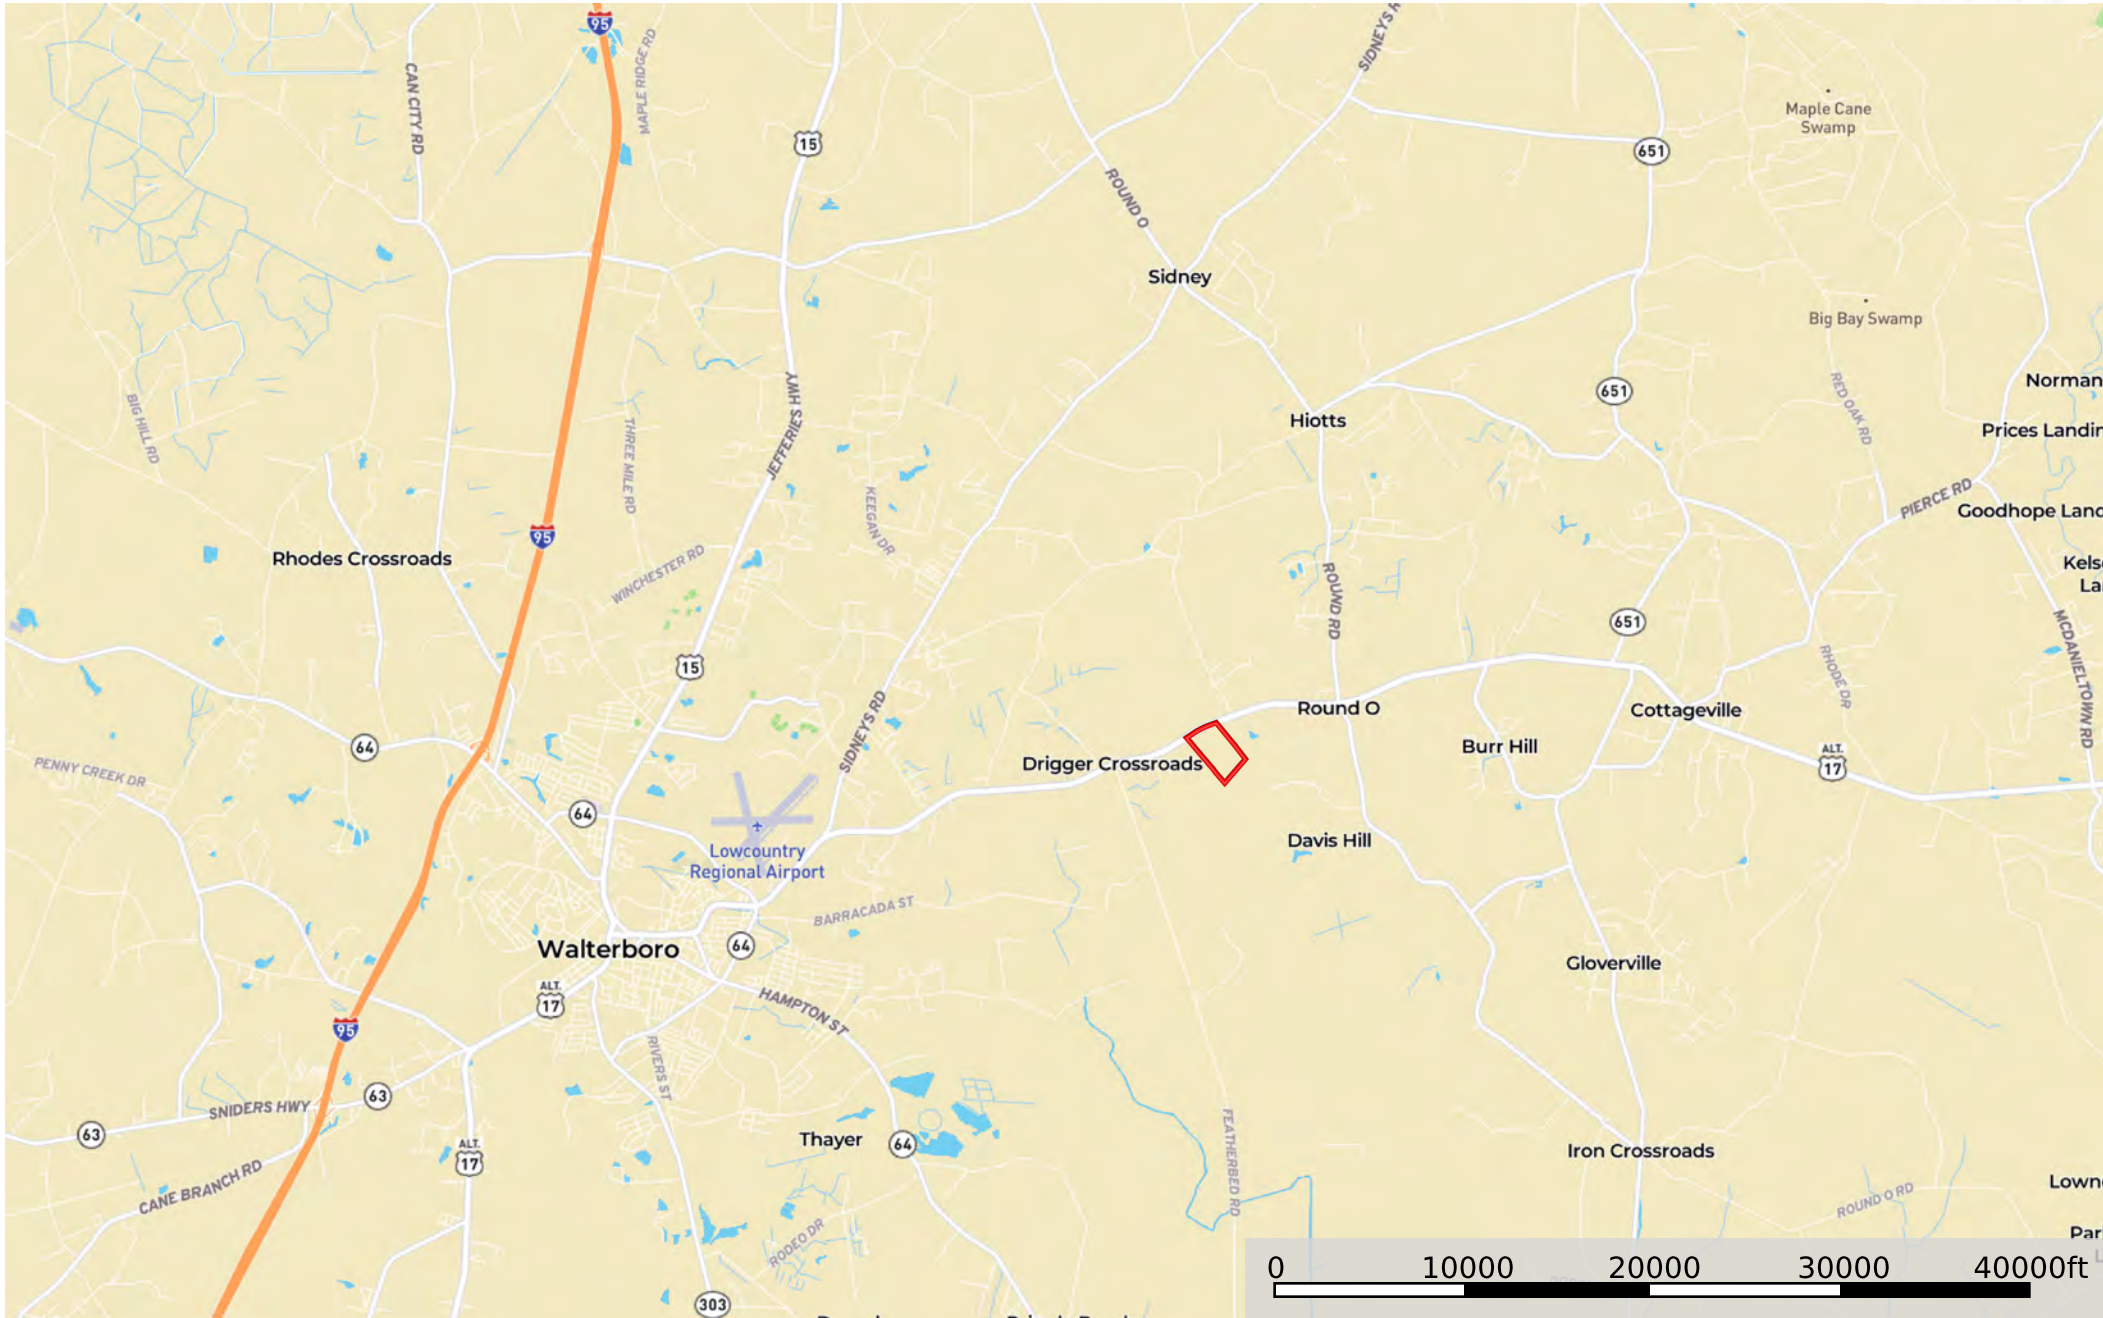 95
MAPLE RIDGE RD
CAN CITY RD
SIDNEYS R
15
651
Maple Cane
Swamp
ROUND O
Sidney
Big Bay Swamp
651
Norman
RED OAK RD
BIG HILL RD
JEFFERIES HWY
THREE MILE RD
Hiotts
Prices Landin
KEEGAN DR
PIERCE RD
Goodhope Land
95
Rhodes Crossroads
WINCHESTER RD
ROUND RD
Kels
La
651
MCDANIELTOWN RD
15
RHODE DR
SIDNEYS RD
Round O
Cottageville
64
Burr Hill
ALT.
17
Drigger Crossroads
PENNY CREEK DR
64
Lowcountry
Regional Airport
Davis Hill
BARRACADA ST
Walterboro
64
Gloverville
ALT.
17
HAMPTON ST
95
RIVERS ST
63
SNIDERS HWY
63
Thayer
64
ALT.
17
FEATHERBED RD
Iron Crossroads
CANE BRANCH RD
Lown
ROUND O RD
RODEO DR
Par
L
303
0 10000 20000 30000 40000ft